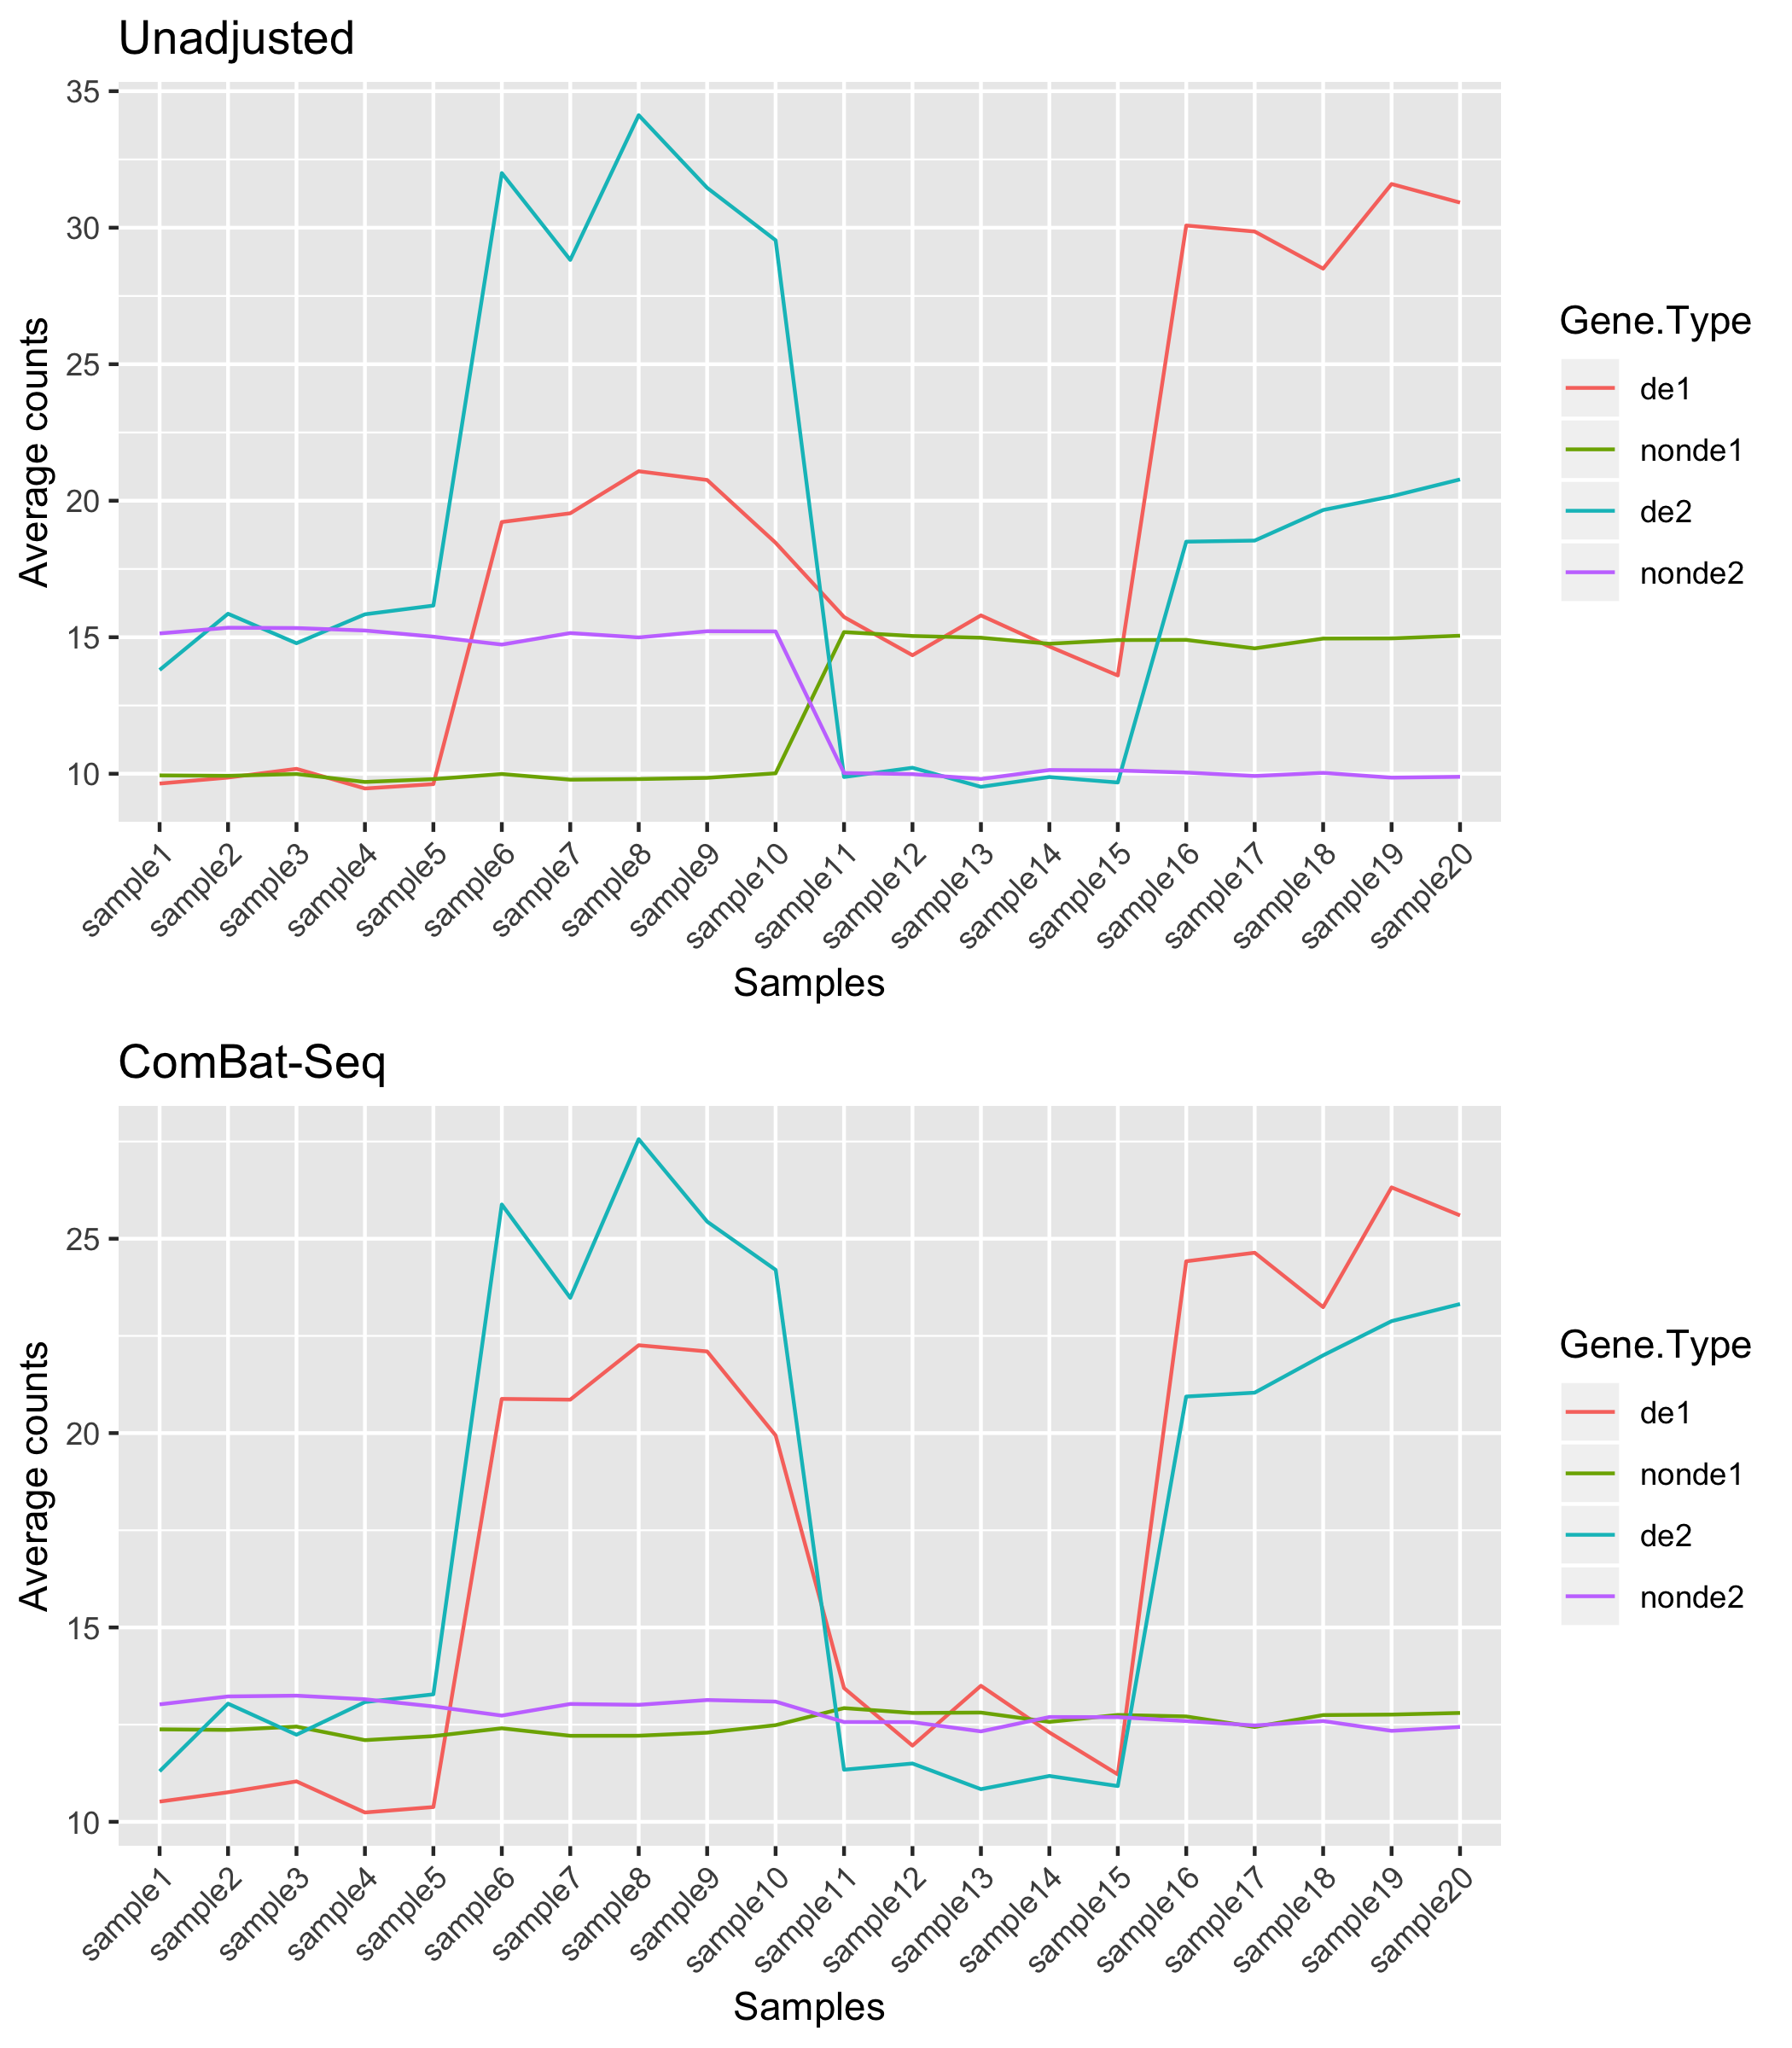 Unadjusted
35
30
25
20
15
10
Average counts
sample1
sample2
sample3
sample4
sample5
sample6
sample7
sample8
sample9
sample10
sample11
sample12
sample13
sample14
sample15
sample16
sample17
sample18
sample19
sample20
Samples
Gene.Type
de1
nonde1
de2
nonde2
ComBat-Seq
25
20
15
10
Average counts
sample1
sample2
sample3
sample4
sample5
sample6
sample7
sample8
sample9
sample10
sample11
sample12
sample13
sample14
sample15
sample16
sample17
sample18
sample19
sample20
Samples
Gene.Type
de1
nonde1
de2
nonde2